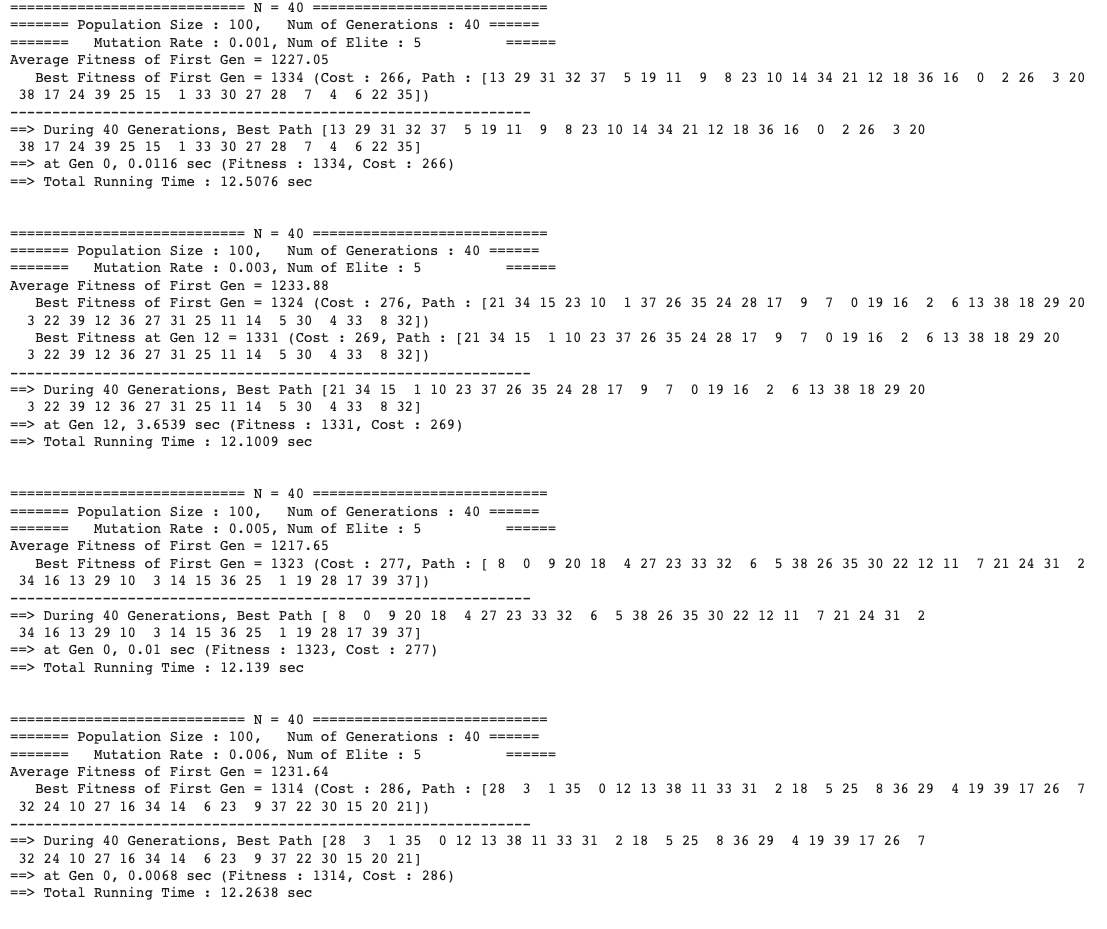 ============================ N = 40 ============================
======= Population Size : 100,   Num of Generations : 40 ======
=======   Mutation Rate : 0.001, Num of Elite : 5          ======
Average Fitness of First Gen = 1227.05
   Best Fitness of First Gen = 1334 (Cost : 266, Path : [13 29 31 32 37  5 19 11  9  8 23 10 14 34 21 12 18 36 16  0  2 26  3 20
 38 17 24 39 25 15  1 33 30 27 28  7  4  6 22 35])
--------------------------------------------------------------
==> During 40 Generations, Best Path [13 29 31 32 37  5 19 11  9  8 23 10 14 34 21 12 18 36 16  0  2 26  3 20
 38 17 24 39 25 15  1 33 30 27 28  7  4  6 22 35]
==> at Gen 0, 0.0116 sec (Fitness : 1334, Cost : 266)
==> Total Running Time : 12.5076 sec
============================ N = 40 ============================
======= Population Size : 100,   Num of Generations : 40 ======
=======   Mutation Rate : 0.003, Num of Elite : 5          ======
Average Fitness of First Gen = 1233.88
   Best Fitness of First Gen = 1324 (Cost : 276, Path : [21 34 15 23 10  1 37 26 35 24 28 17  9  7  0 19 16  2  6 13 38 18 29 20
  3 22 39 12 36 27 31 25 11 14  5 30  4 33  8 32])
   Best Fitness at Gen 12 = 1331 (Cost : 269, Path : [21 34 15  1 10 23 37 26 35 24 28 17  9  7  0 19 16  2  6 13 38 18 29 20
  3 22 39 12 36 27 31 25 11 14  5 30  4 33  8 32])
--------------------------------------------------------------
==> During 40 Generations, Best Path [21 34 15  1 10 23 37 26 35 24 28 17  9  7  0 19 16  2  6 13 38 18 29 20
  3 22 39 12 36 27 31 25 11 14  5 30  4 33  8 32]
==> at Gen 12, 3.6539 sec (Fitness : 1331, Cost : 269)
==> Total Running Time : 12.1009 sec
============================ N = 40 ============================
======= Population Size : 100,   Num of Generations : 40 ======
=======   Mutation Rate : 0.005, Num of Elite : 5          ======
Average Fitness of First Gen = 1217.65
   Best Fitness of First Gen = 1323 (Cost : 277, Path : [ 8  0  9 20 18  4 27 23 33 32  6  5 38 26 35 30 22 12 11  7 21 24 31  2
 34 16 13 29 10  3 14 15 36 25  1 19 28 17 39 37])
--------------------------------------------------------------
==> During 40 Generations, Best Path [ 8  0  9 20 18  4 27 23 33 32  6  5 38 26 35 30 22 12 11  7 21 24 31  2
 34 16 13 29 10  3 14 15 36 25  1 19 28 17 39 37]
==> at Gen 0, 0.01 sec (Fitness : 1323, Cost : 277)
==> Total Running Time : 12.139 sec
============================ N = 40 ============================
======= Population Size : 100,   Num of Generations : 40 ======
=======   Mutation Rate : 0.006, Num of Elite : 5          ======
Average Fitness of First Gen = 1231.64
   Best Fitness of First Gen = 1314 (Cost : 286, Path : [28  3  1 35  0 12 13 38 11 33 31  2 18  5 25  8 36 29  4 19 39 17 26  7
 32 24 10 27 16 34 14  6 23  9 37 22 30 15 20 21])
--------------------------------------------------------------
==> During 40 Generations, Best Path [28  3  1 35  0 12 13 38 11 33 31  2 18  5 25  8 36 29  4 19 39 17 26  7
 32 24 10 27 16 34 14  6 23  9 37 22 30 15 20 21]
==> at Gen 0, 0.0068 sec (Fitness : 1314, Cost : 286)
==> Total Running Time : 12.2638 sec